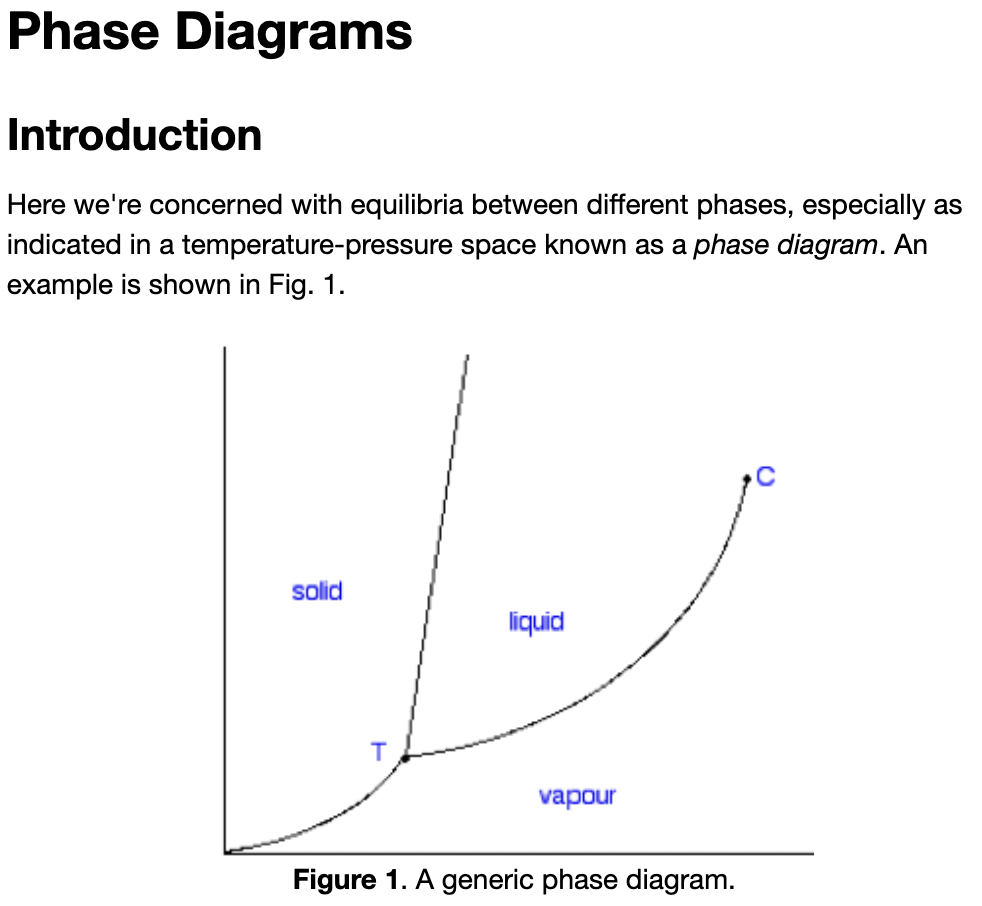 Phase Diagrams
Introduction
Here we're concerned with equilibria between different phases, especially as
indicated in a temperature-pressure space known as a phase diagram. An
example is shown in Fig. 1.
C
solid
liquid
T
vapour
Figure 1. A generic phase diagram.